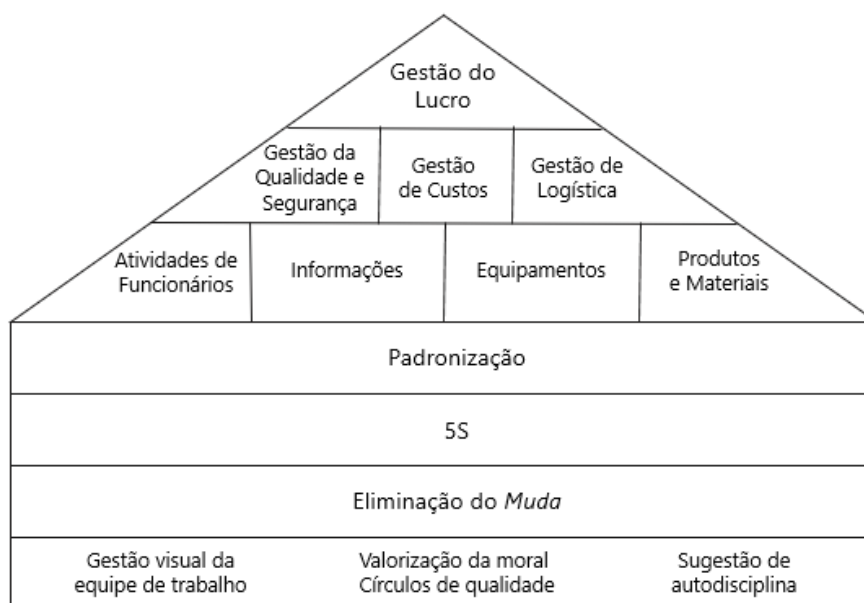 Gestão do
Lucro
Gestão da
Qualidade e
Segurança
Gestão
de Custos
Gestão de
Logística
Atividades de
Funcionários
Informações
Equipamentos
Produtos
e Materiais
Padronização
5S
Eliminação do Muda
Gestão visual da
equipe de trabalho
Valorização da moral
Círculos de qualidade
Sugestão de
autodisciplina